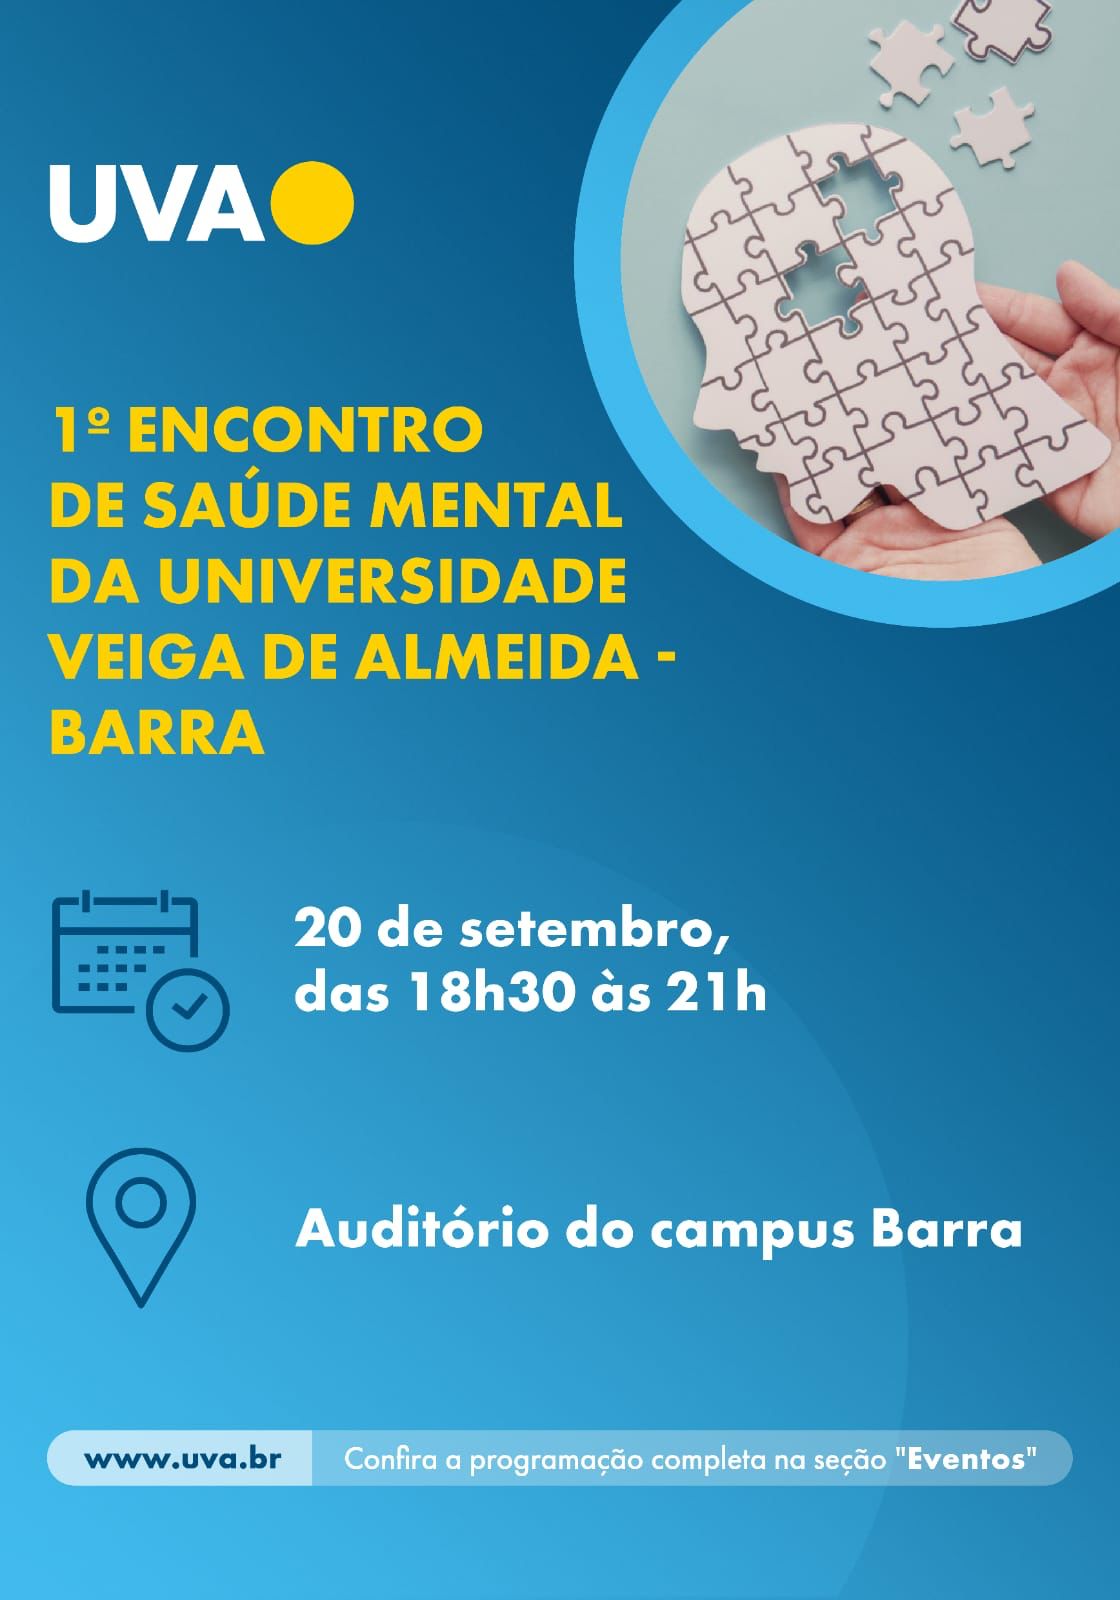 UVA
1º ENCONTRO
DE SAÚDE MENTAL
DA UNIVERSIDADE
VEIGA DE ALMEIDA -
BARRA
20 de setembro,
das 18h30 às 21h
Auditório do campus Barra
www.uva.br Confira a programação completa na seção "Eventos"